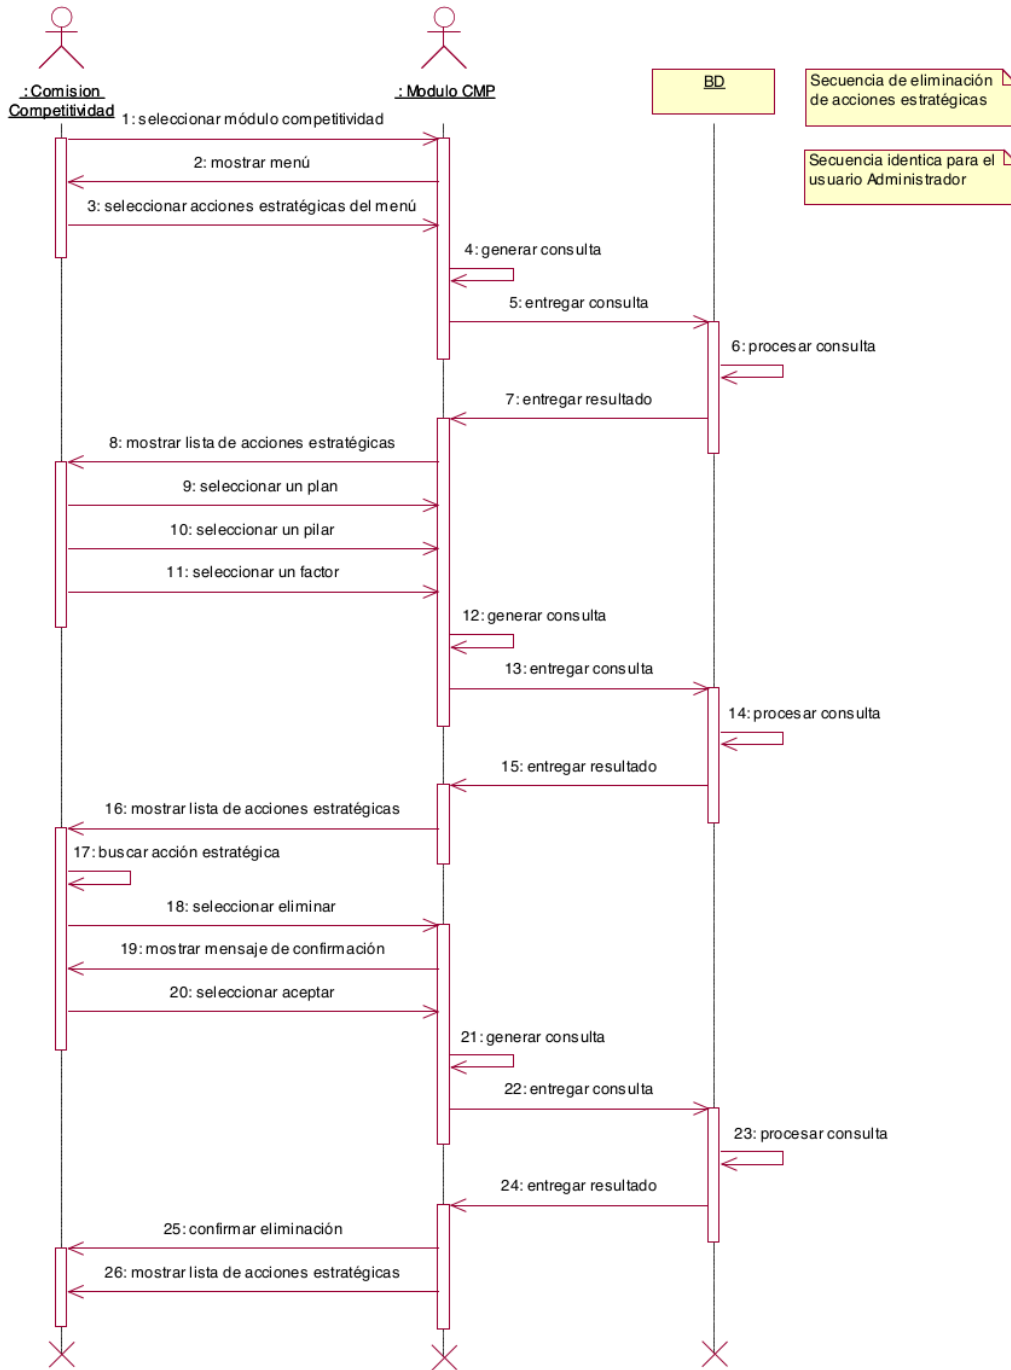 : Comision
Competitividad
: Modulo CMP
BD
Secuencia de eliminación
de acciones estratégicas
Secuencia identica para el
usuario Administrador
1: seleccionar módulo competitividad
2: mostrar menú
3: seleccionar acciones estratégicas del menú
4: generar consulta
5: entregar consulta
6: procesar consulta
7: entregar resultado
8: mostrar lista de acciones estratégicas
9: seleccionar un plan
10: seleccionar un pilar
11: seleccionar un factor
12: generar consulta
13: entregar consulta
14: procesar consulta
15: entregar resultado
16: mostrar lista de acciones estratégicas
17: buscar acción estratégica
18: seleccionar eliminar
19: mostrar mensaje de confirmación
20: seleccionar aceptar
21: generar consulta
22: entregar consulta
23: procesar consulta
24: entregar resultado
25: confirmar eliminación
26: mostrar lista de acciones estratégicas